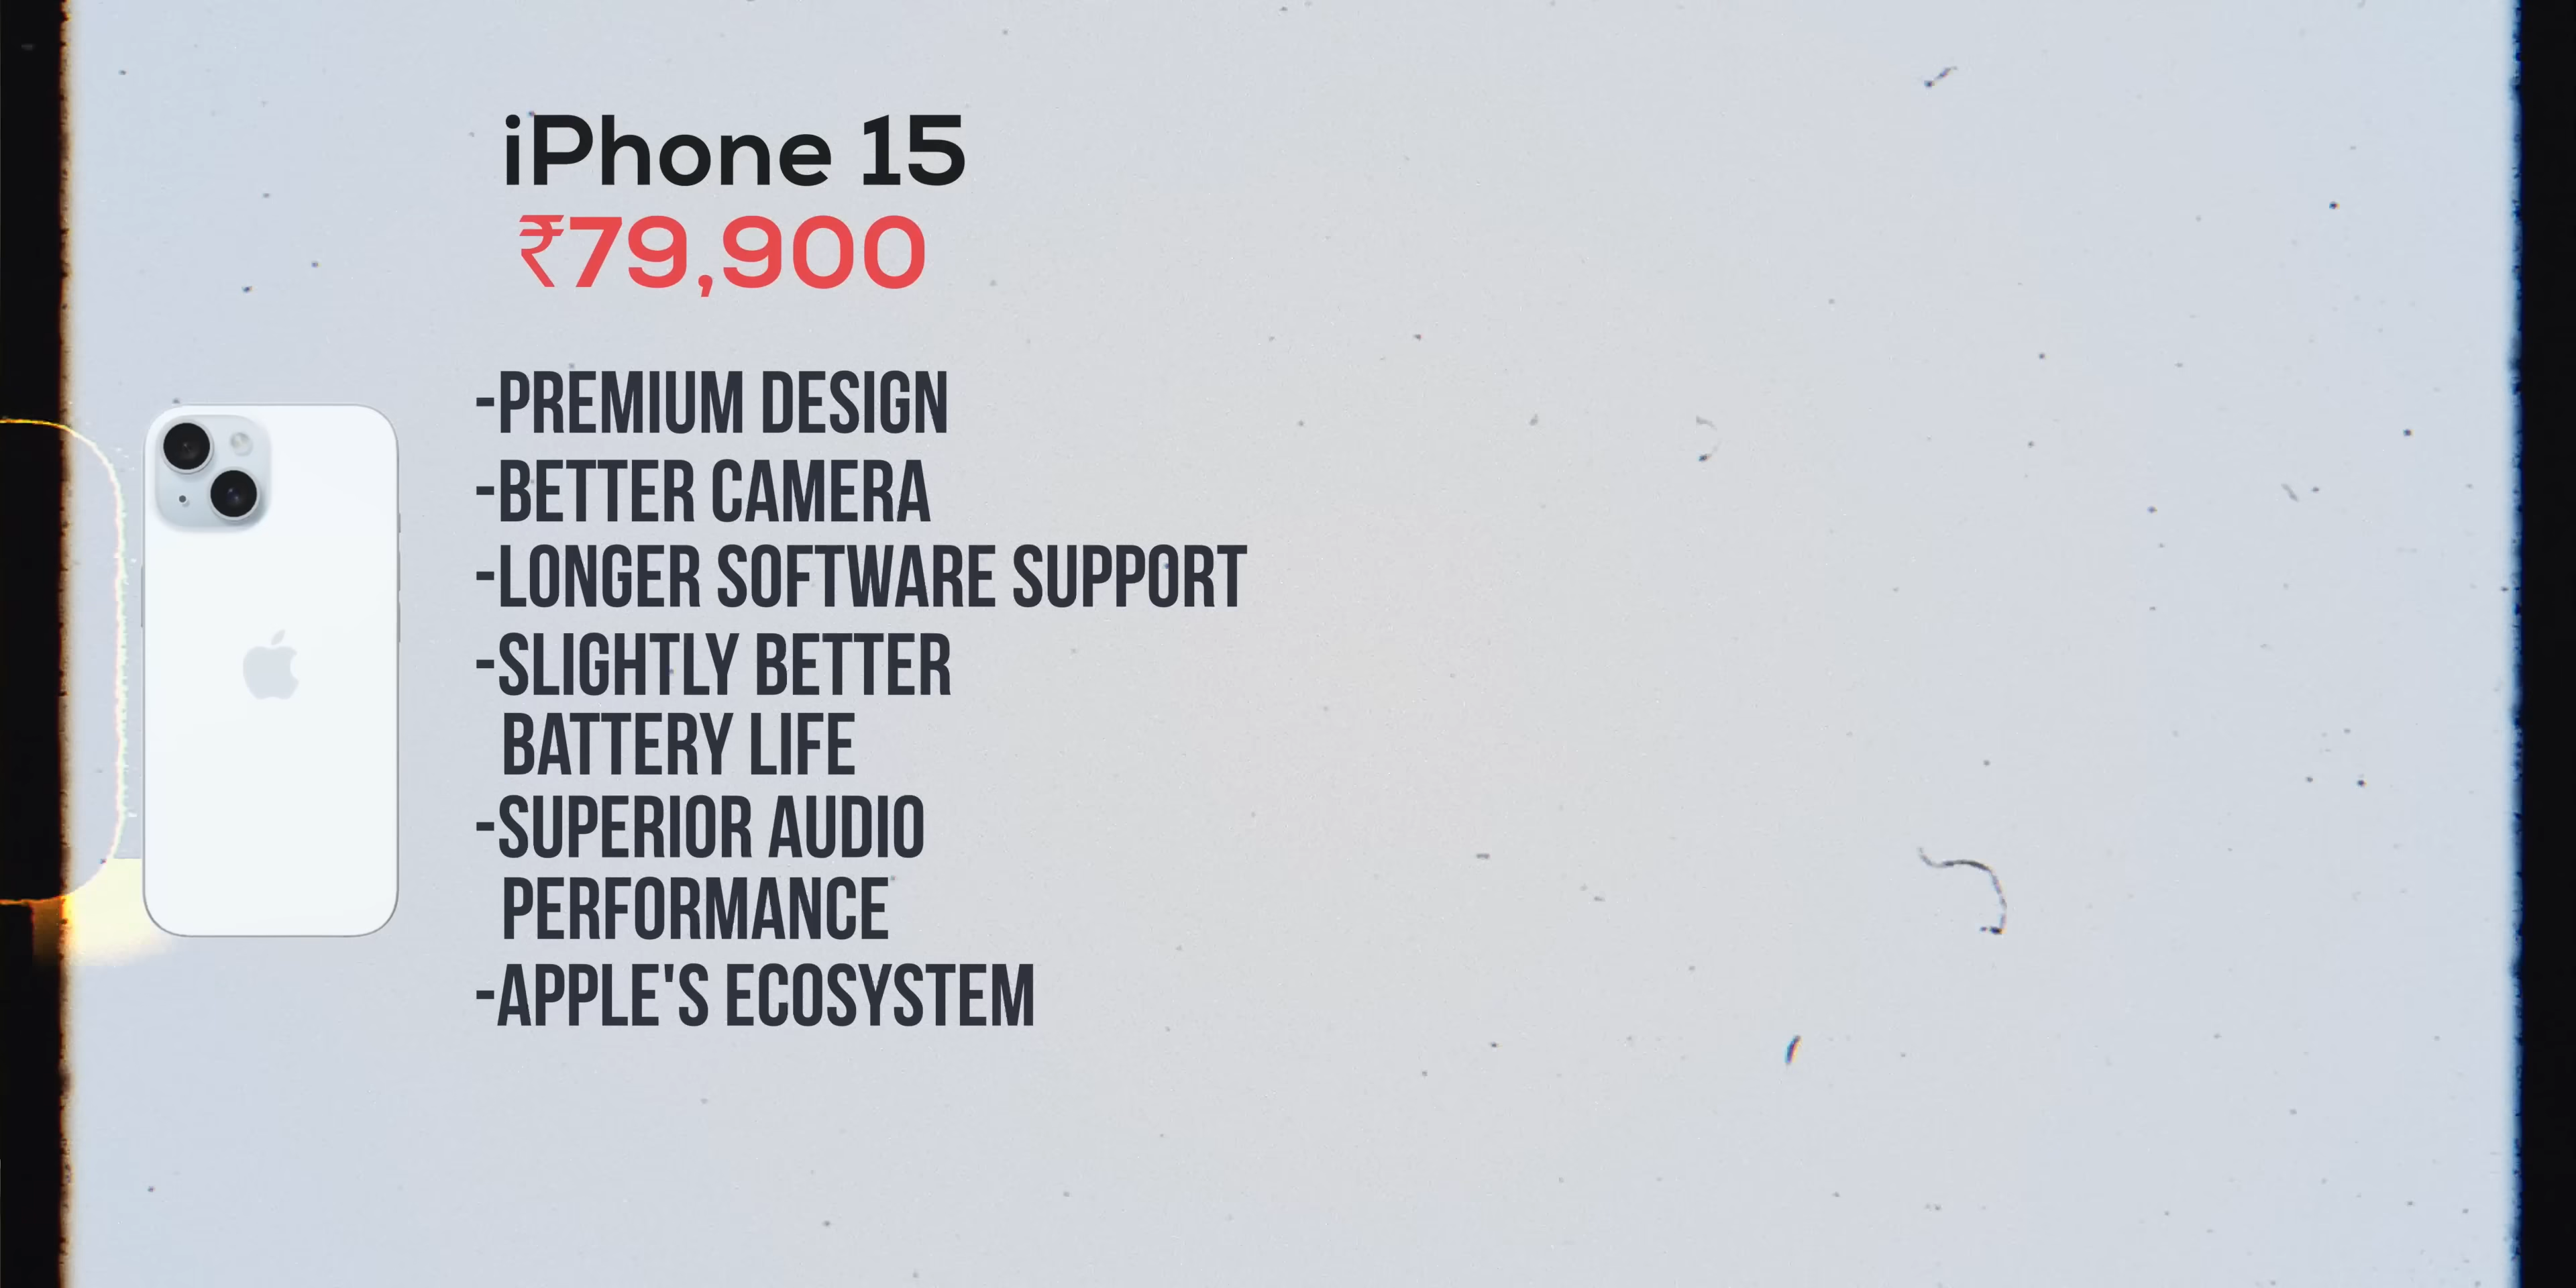 iPhone 15
₹79,900
-PREMIUM DESIGN
-BETTER CAMERA
-LONGER SOFTWARE SUPPORT
-SLIGHTLY BETTER
BATTERY LIFE
-SUPERIOR AUDIO
PERFORMANCE
-APPLE'S ECOSYSTEM